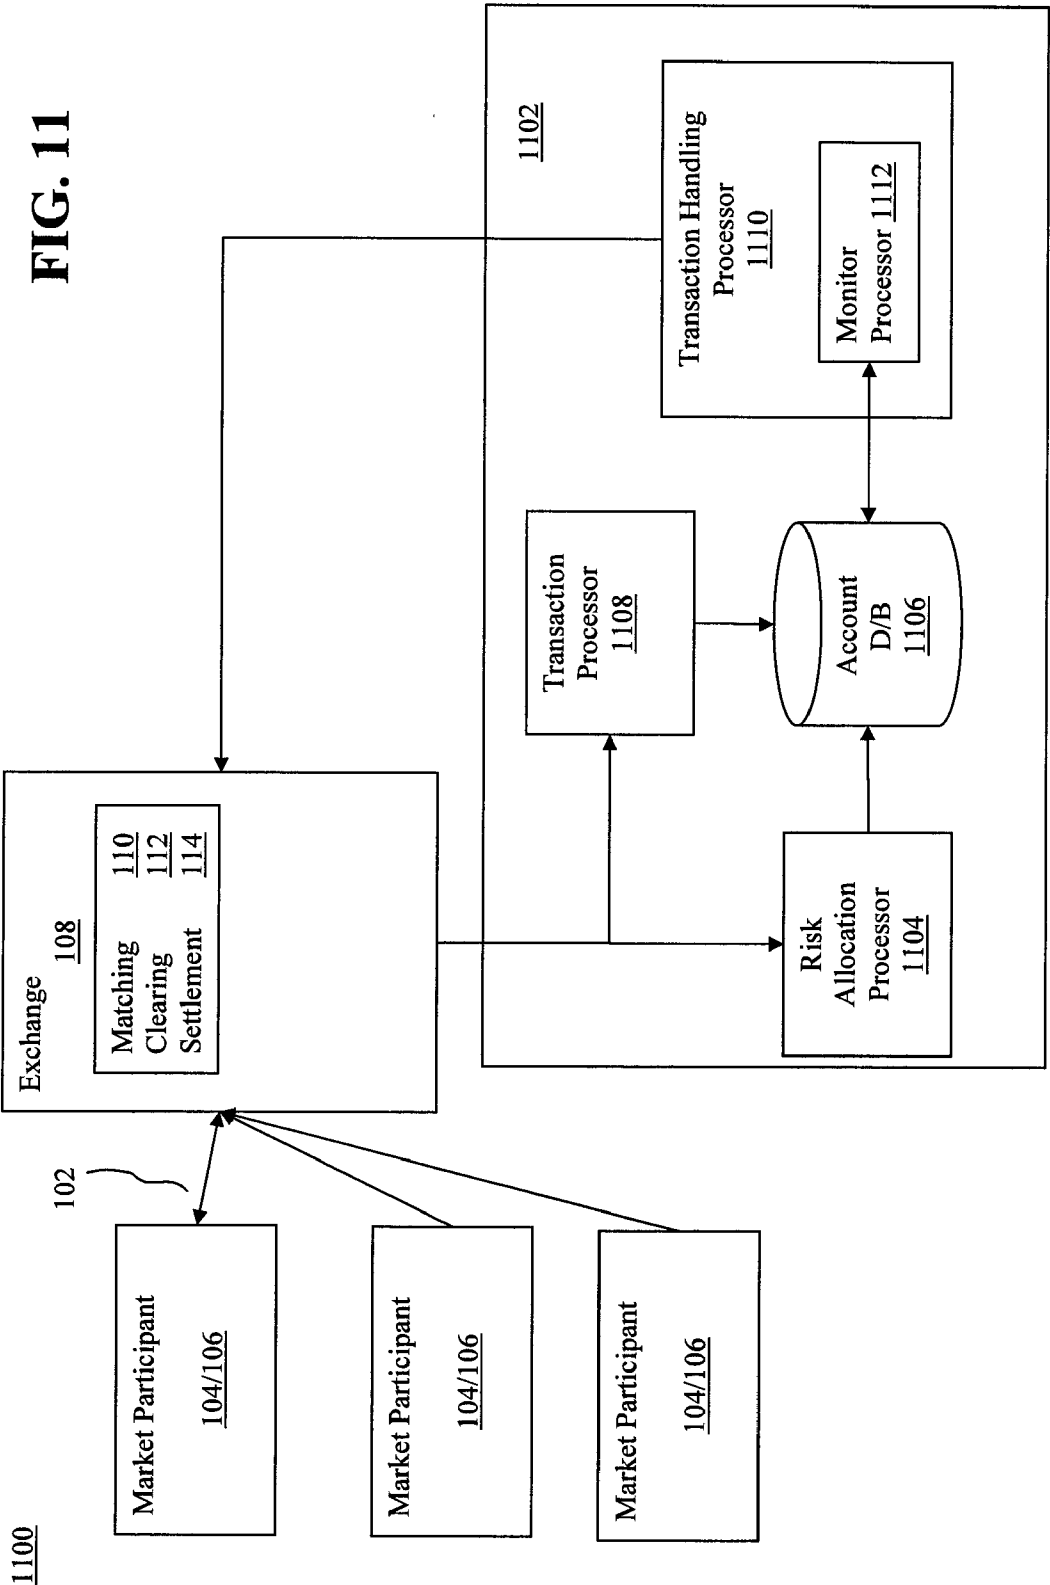 1100
FIG. 11
Market Participant
104/106
Market Participant
104/106
Market Participant
104/106
102
Exchange
108
Matching 110
Clearing 112
Settlement 114
1102
Risk
Allocation
Processor
1104
Transaction
Processor
1108
Account
D/B
1106
Transaction Handling
Processor
1110
Monitor
Processor 1112